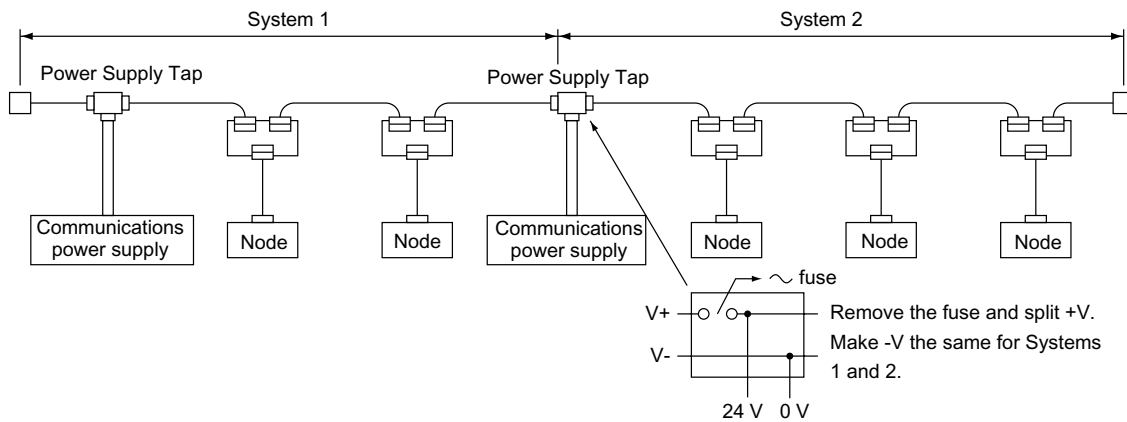 System 1
System 2
Power Supply Tap
Power Supply Tap
Communications
power supply
Node
Node
Communications
power supply
Node
Node
Node
fuse
V+
Remove the fuse and split +V.
V-
Make -V the same for Systems
1 and 2.
24 V
0 V